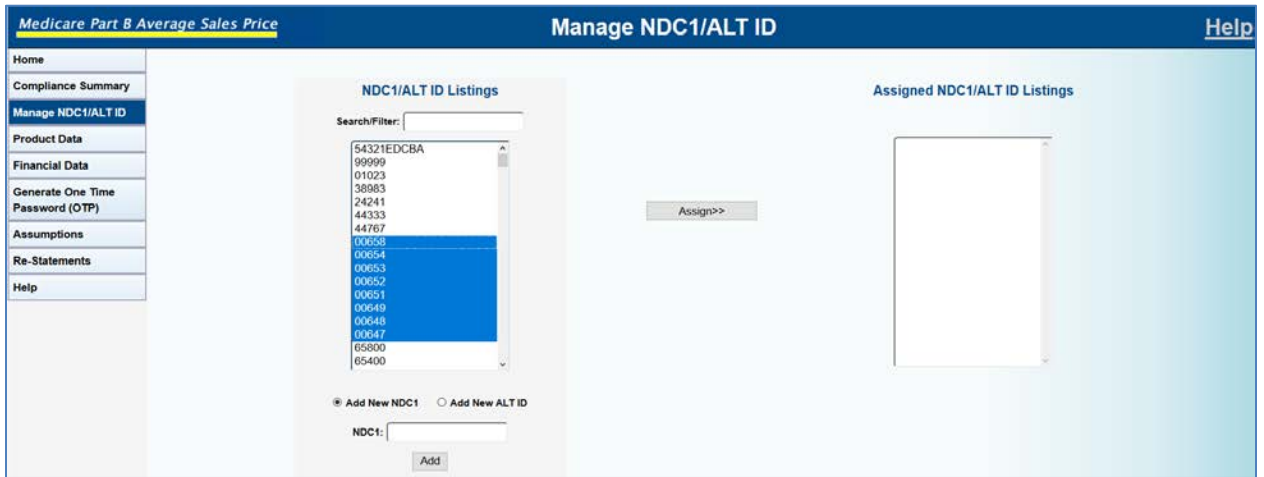 Medicare Part B Average Sales Price
Manage NDC1/ALT ID
Help
Home
Compliance Summary
Manage NDC1/ALT ID
Product Data
Financial Data
Generate One Time
Password (OTP)
Assumptions
Re-Statements
Help
NDC1/ALT ID Listings
Search/Filter:
54321EDCBA
99999
01023
38983
24241
44333
44767
00658
00654
00653
00652
00651
00649
00648
00647
65800
65400
Add New NDC1 Add New ALT ID
NDC1:
Add
Assign>>
Assigned NDC1/ALT ID Listings